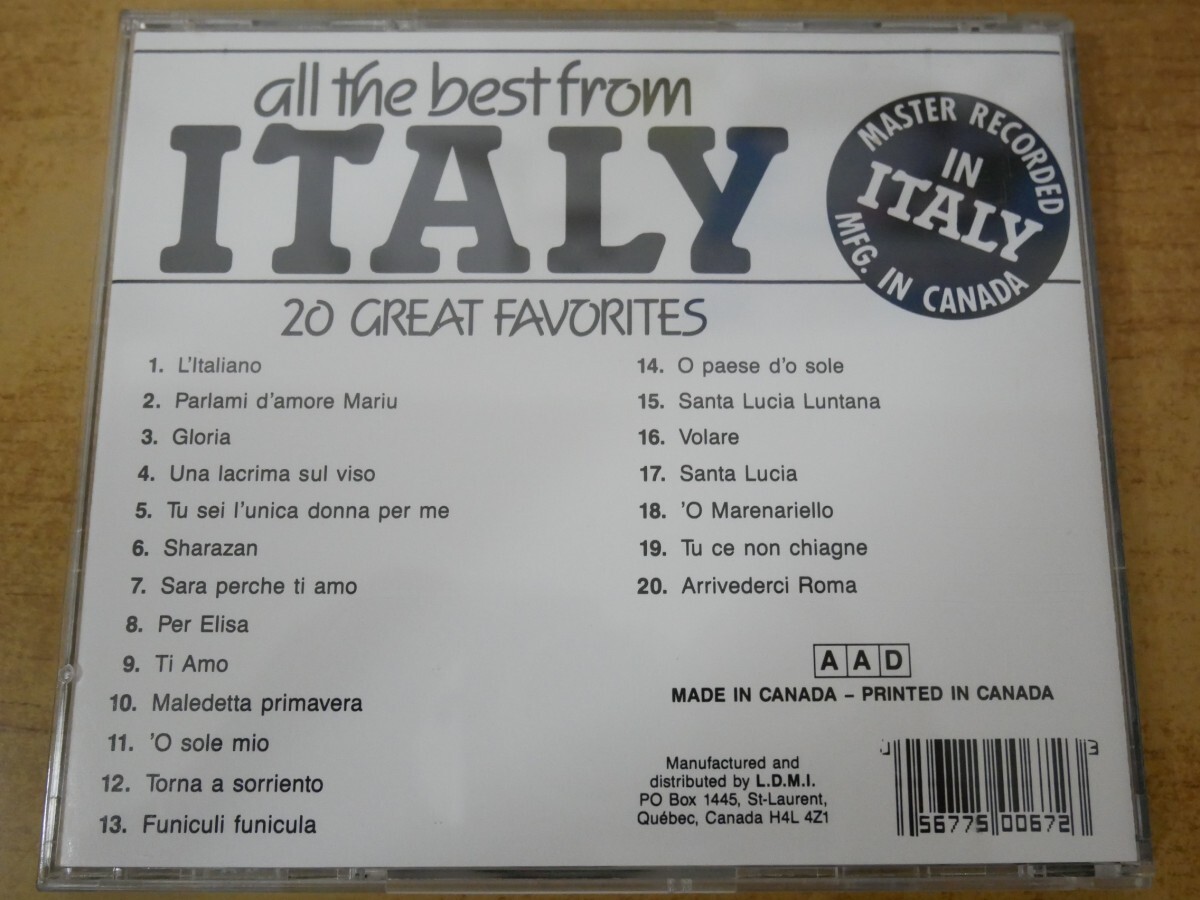 all the best from
ITALY
MASTER RECORDED
IN
ITALY
MFG. IN CANADA
20 GREAT FAVORITES
1. L'Italiano
2. Parlami d'amore Mariu
3. Gloria
4. Una lacrima sul viso
5. Tu sei l'unica donna per me
6. Sharazan
7. Sara perche ti amo
8. Per Elisa
9. Ti Amo
10. Maledetta primavera
11. 'O sole mio
12. Torna a sorriento
13. Funiculi funicula
14. O paese d'o sole
15. Santa Lucia Luntana
16. Volare
17. Santa Lucia
18. 'O Marenariello
19. Tu ce non chiagne
20. Arrivederci Roma
A A D
MADE IN CANADA – PRINTED IN CANADA
Manufactured and
distributed by L.D.M.I.
PO Box 1445, St-Laurent,
Québec, Canada H4L 4Z1
56775 00672 3